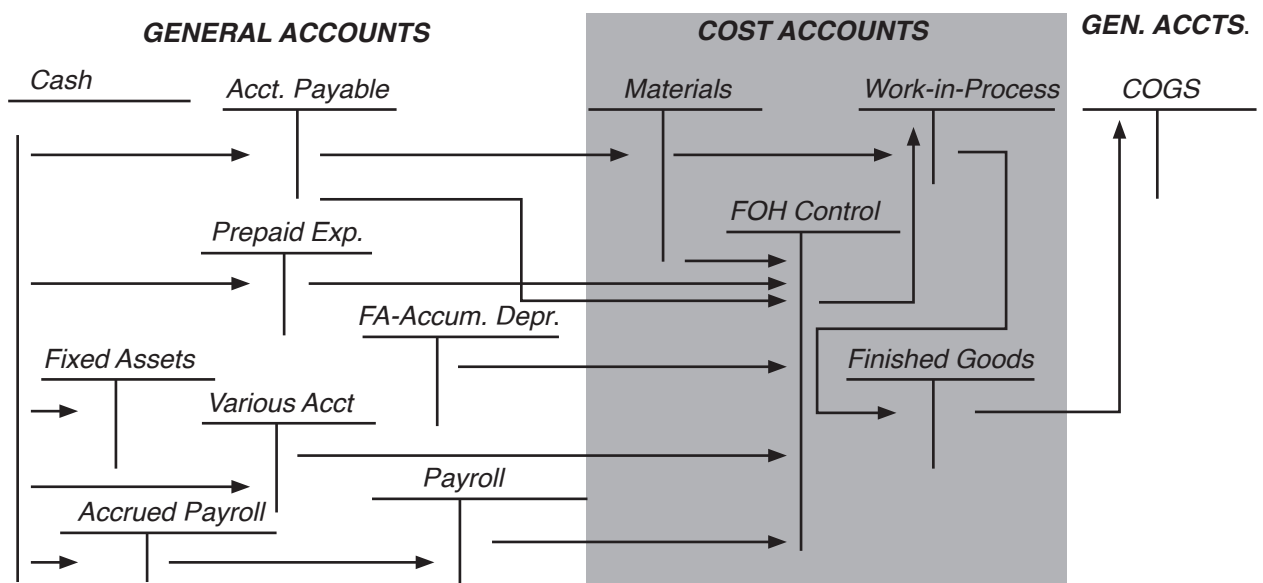 GENERAL ACCOUNTS
COST ACCOUNTS
GEN. ACCTS.
Cash
Acct. Payable
Materials
Work-in-Process
COGS
Prepaid Exp.
FOH Control
FA-Accum. Depr.
Fixed Assets
Finished Goods
Various Acct
Payroll
Accrued Payroll